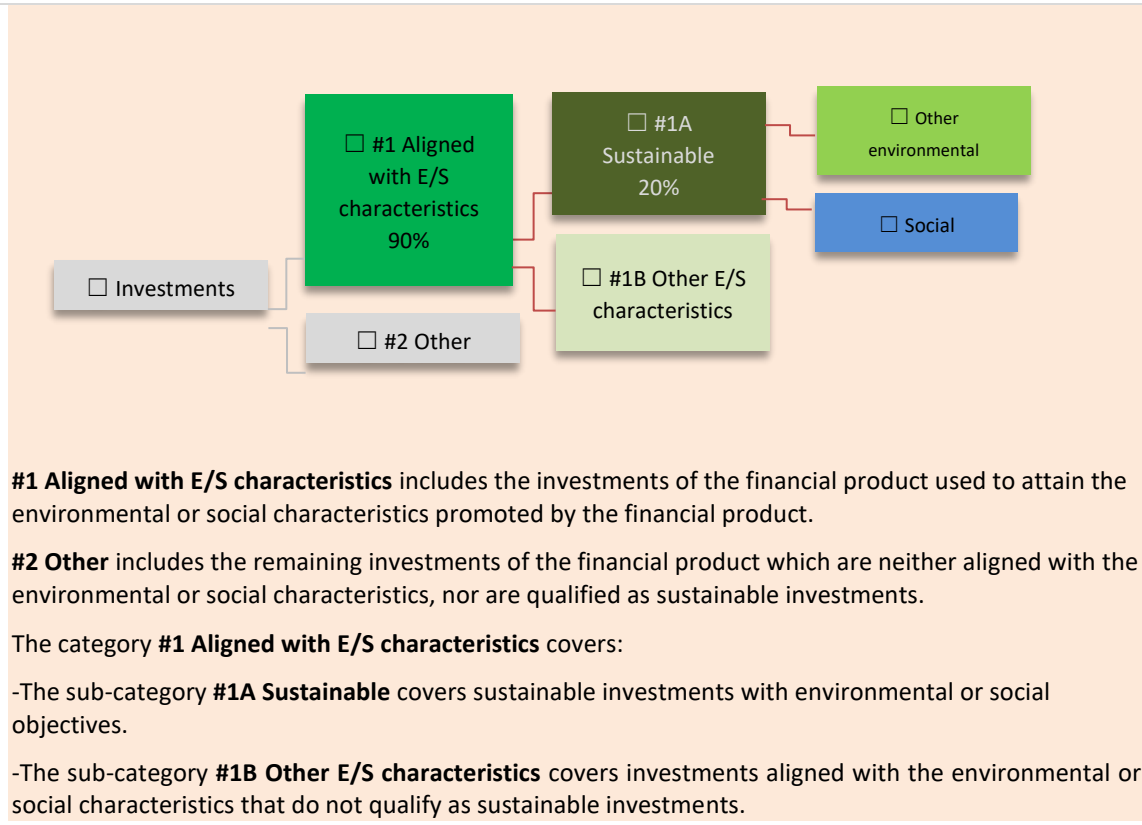 ☐ #1 Aligned
with E/S
characteristics
90%
☐ #1A
Sustainable
20%
☐ Other
environmental
☐ Social
☐ Investments
☐ #1B Other E/S
characteristics
☐ #2 Other
#1 Aligned with E/S characteristics includes the investments of the financial product used to attain the
environmental or social characteristics promoted by the financial product.
#2 Other includes the remaining investments of the financial product which are neither aligned with the
environmental or social characteristics, nor are qualified as sustainable investments.
The category #1 Aligned with E/S characteristics covers:
-The sub-category #1A Sustainable covers sustainable investments with environmental or social
objectives.
-The sub-category #1B Other E/S characteristics covers investments aligned with the environmental or
social characteristics that do not qualify as sustainable investments.